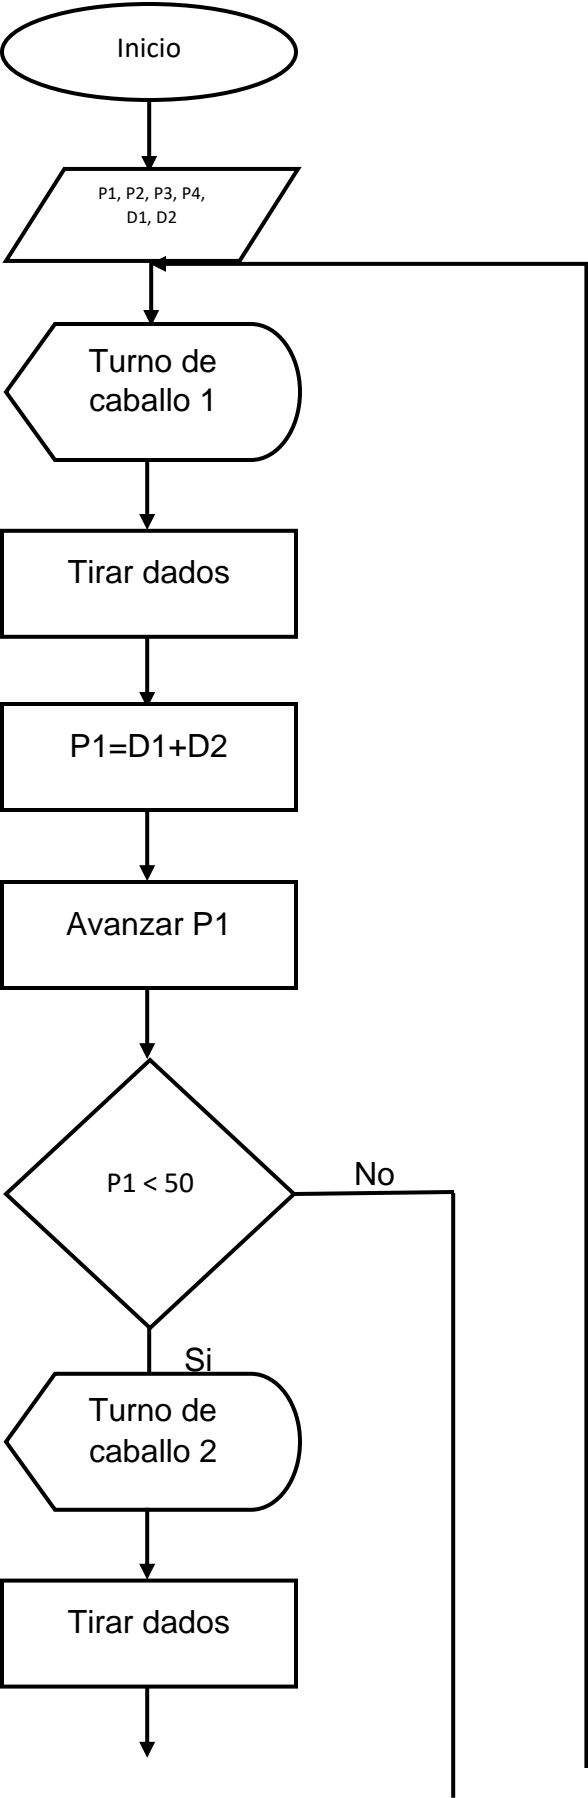 Inicio
P1, P2, P3, P4,
D1, D2
Turno de
caballo 1
Tirar dados
P1=D1+D2
Avanzar P1
P1 < 50
No
Si
Turno de
caballo 2
Tirar dados